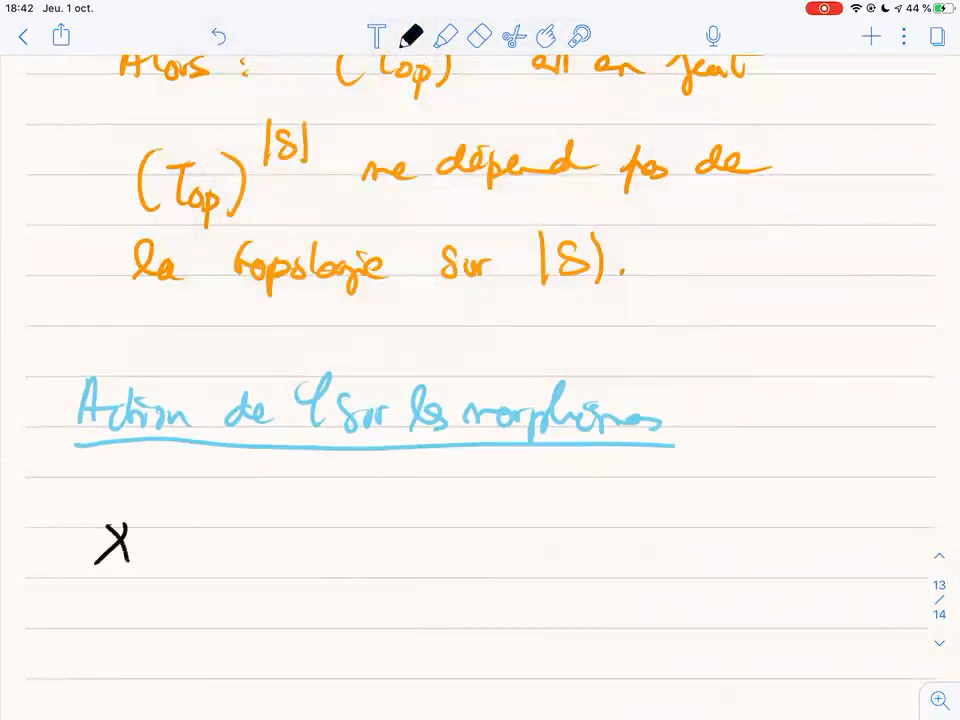 18:42 Jeu. 1 oct. 44 %
Alors : (Top) en fait
(Top)^|S| ne dépend pas de
la topologie sur |S|.
Action de φ sur les morphismes
X
13
/
14